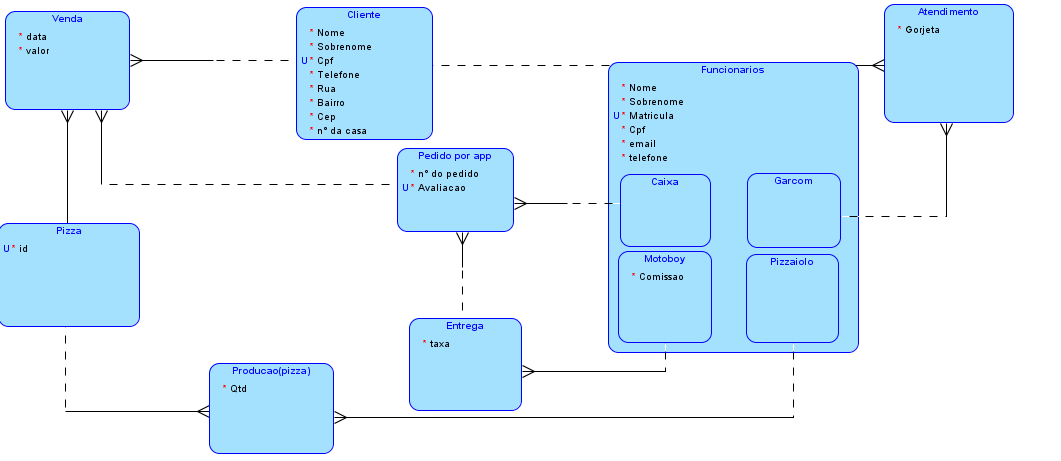 Venda
* data
* valor
Cliente
* Nome
* Sobrenome
U * Cpf
* Telefone
* Rua
* Bairro
* Cep
* n° da casa
Atendimento
* Gorjeta
Funcionarios
* Nome
* Sobrenome
U * Matricula
* Cpf
* email
* telefone
Caixa
Garcom
Motoboy
* Comissao
Pizzaiolo
Pedido por app
* n° do pedido
U * Avaliacao
Pizza
U * id
Entrega
* taxa
Producao(pizza)
* Qtd